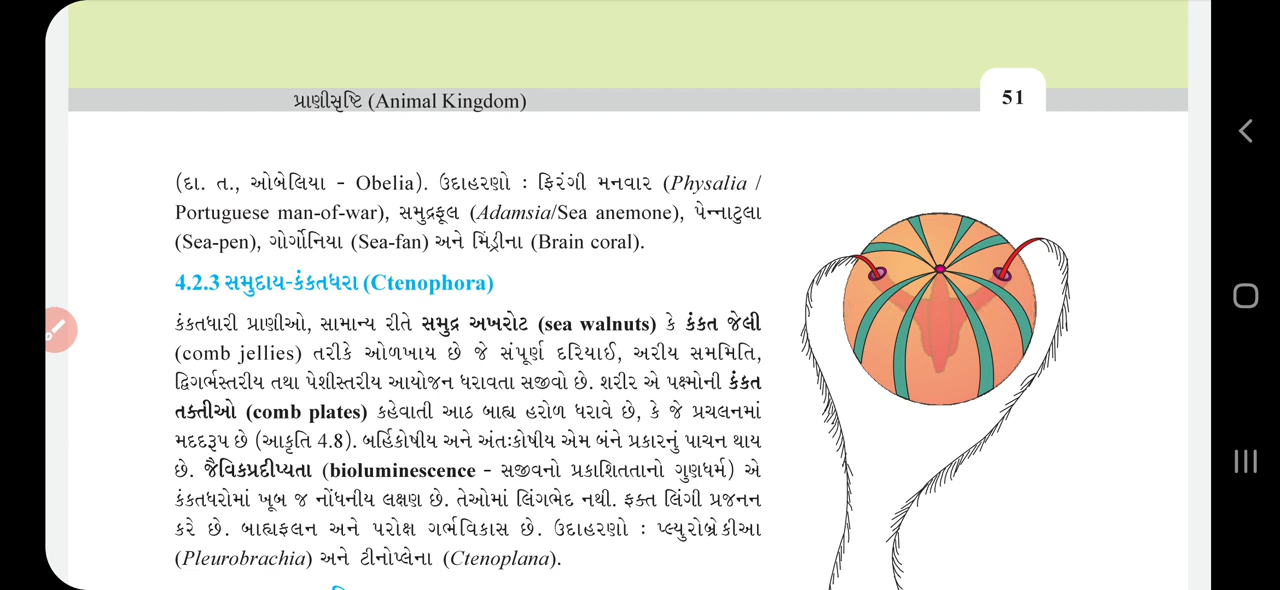 પ્રાણીસૃષ્ટિ (Animal Kingdom)
51
(દા. ત., ઓબેલિયા - Obelia). ઉદાહરણો : ફિરંગી મનવાર (Physalia /
Portuguese man-of-war), સમુદ્રફૂલ (Adamsia/Sea anemone), પેન્નાટુલા
(Sea-pen), ગોર્ગોનિયા (Sea-fan) અને મિંડ્રીના (Brain coral).
4.2.3 સમુદાય-કંકતધરા (Ctenophora)
કંકતધારી પ્રાણીઓ, સામાન્ય રીતે સમુદ્ર અખરોટ (sea walnuts) કે કંકત જેલી
(comb jellies) તરીકે ઓળખાય છે જે સંપૂર્ણ દરિયાઈ, અરીય સમમિતિ,
દ્વિગર્ભસ્તરીય તથા પેશીસ્તરીય આયોજન ધરાવતા સજીવો છે. શરીર એ પક્ષ્મોની કંકત
તક્તીઓ (comb plates) કહેવાતી આઠ બાહ્ય હરોળ ધરાવે છે, કે જે પ્રચલનમાં
મદદરૂપ છે (આકૃતિ 4.8). બર્હિકોષીય અને અંતઃકોષીય એમ બંને પ્રકારનું પાચન થાય
છે. જૈવિકપ્રદીપ્યતા (bioluminescence - સજીવનો પ્રકાશિતતાનો ગુણધર્મ) એ
કંકતધરોમાં ખૂબ જ નોંધનીય લક્ષણ છે. તેઓમાં લિંગભેદ નથી. ફક્ત લિંગી પ્રજનન
કરે છે. બાહ્યફલન અને પરોક્ષ ગર્ભવિકાસ છે. ઉદાહરણો : પ્લ્યુરોબ્રેકીઆ
(Pleurobrachia) અને ટીનોપ્લેના (Ctenoplana).